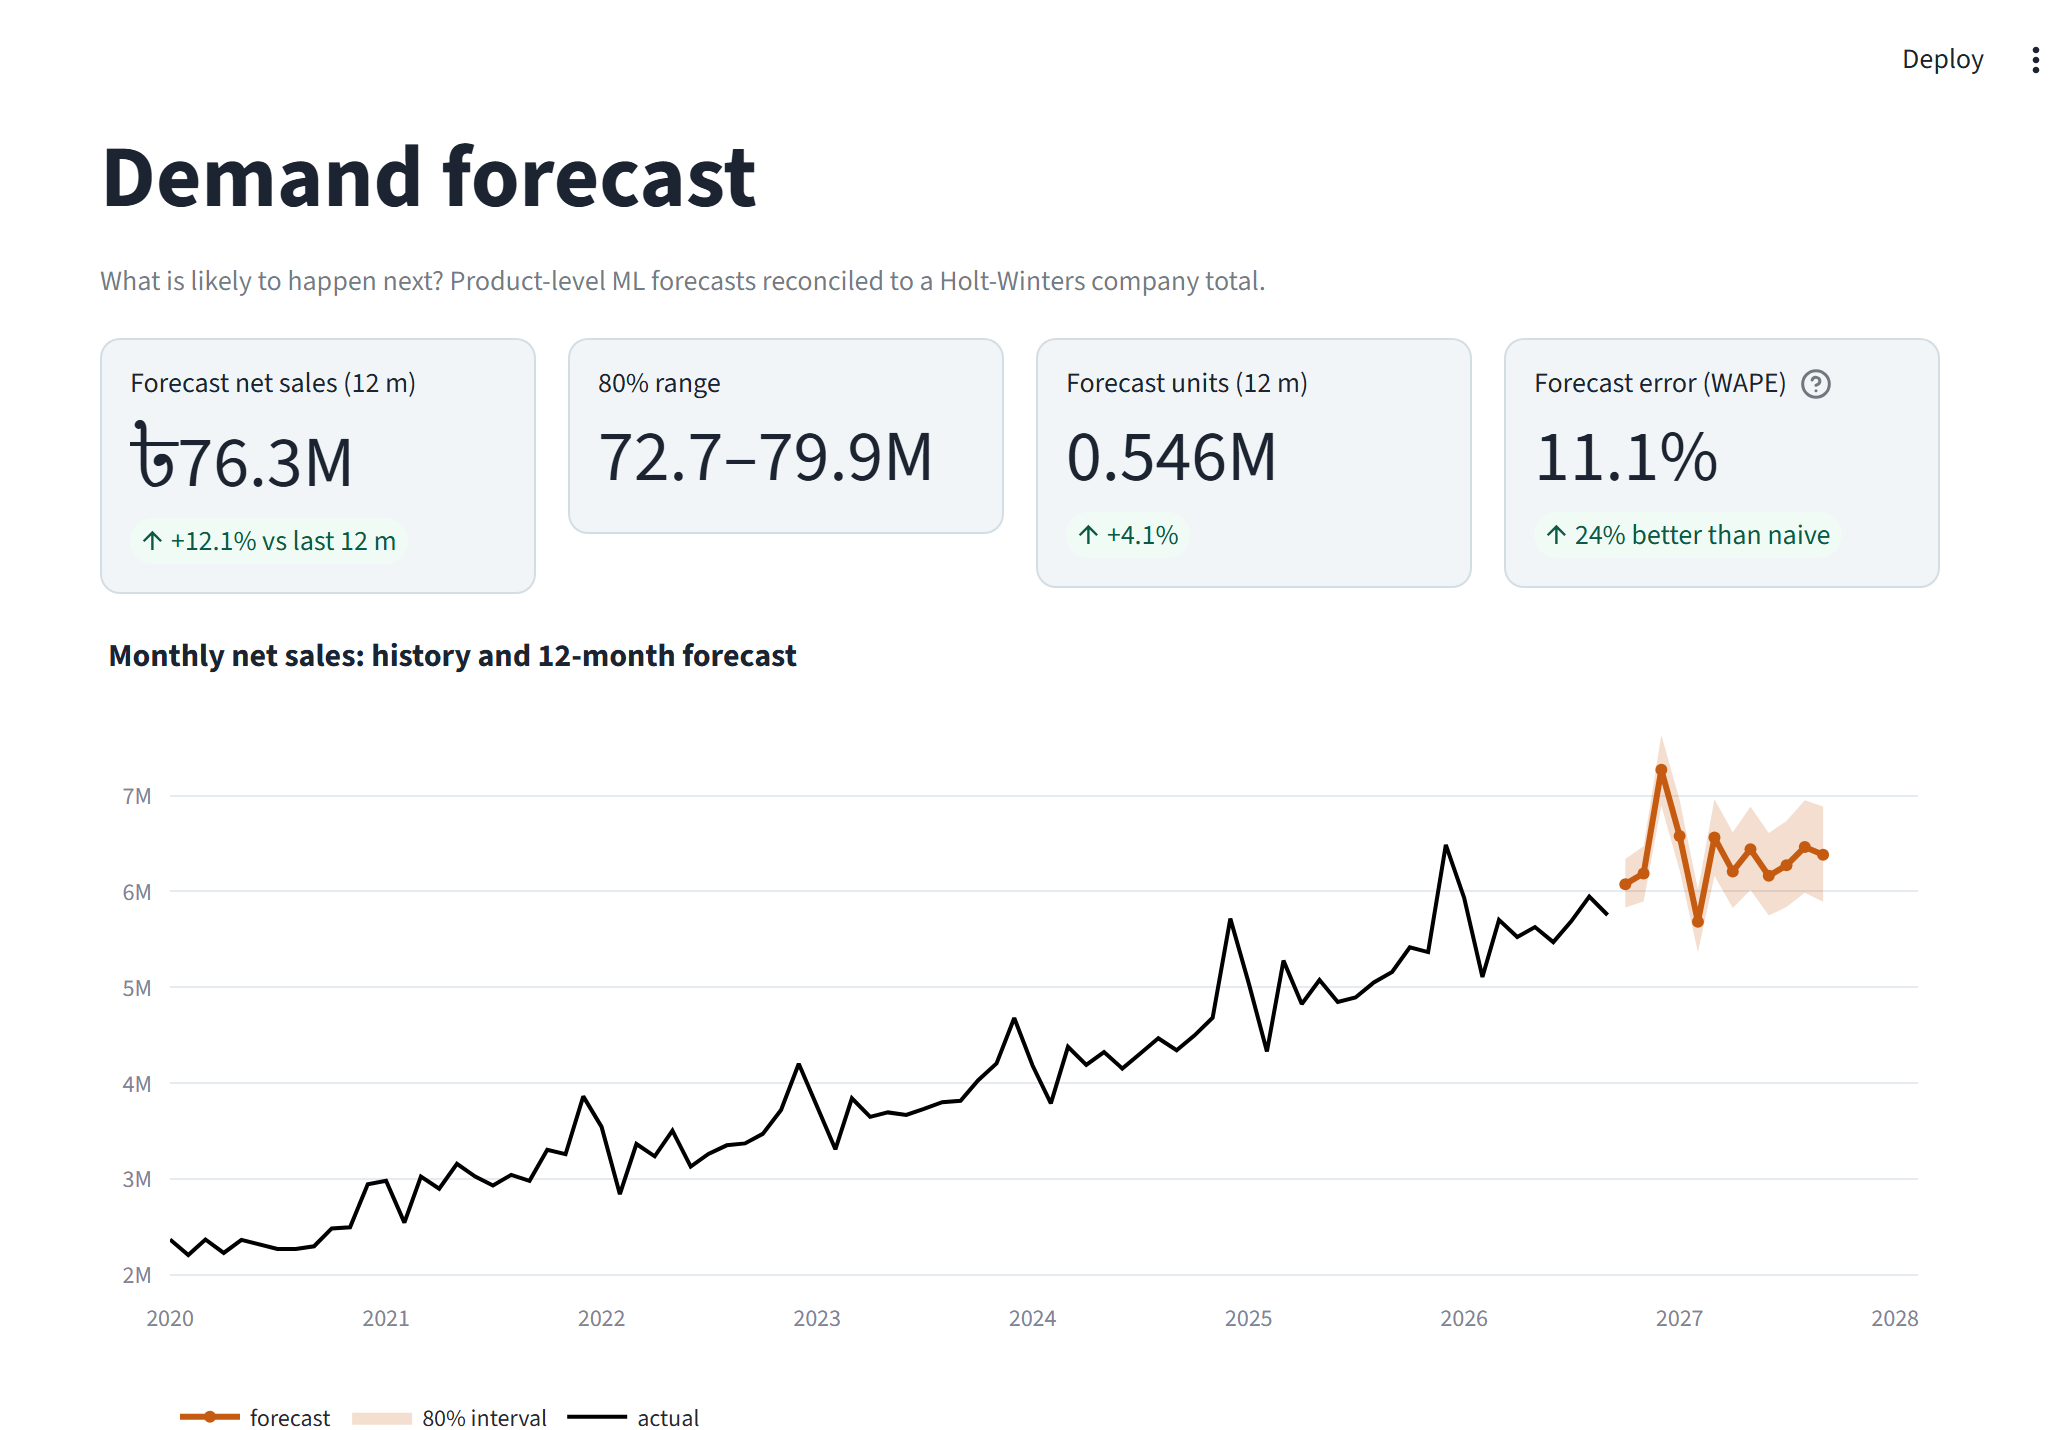 Deploy
Demand forecast
What is likely to happen next? Product-level ML forecasts reconciled to a Holt-Winters company total.
Forecast net sales (12 m)
৳76.3M
↑ +12.1% vs last 12 m
80% range
72.7–79.9M
Forecast units (12 m)
0.546M
↑ +4.1%
Forecast error (WAPE) ?
11.1%
↑ 24% better than naive
Monthly net sales: history and 12-month forecast
7M
6M
5M
4M
3M
2M
2020 2021 2022 2023 2024 2025 2026 2027 2028
forecast 80% interval actual